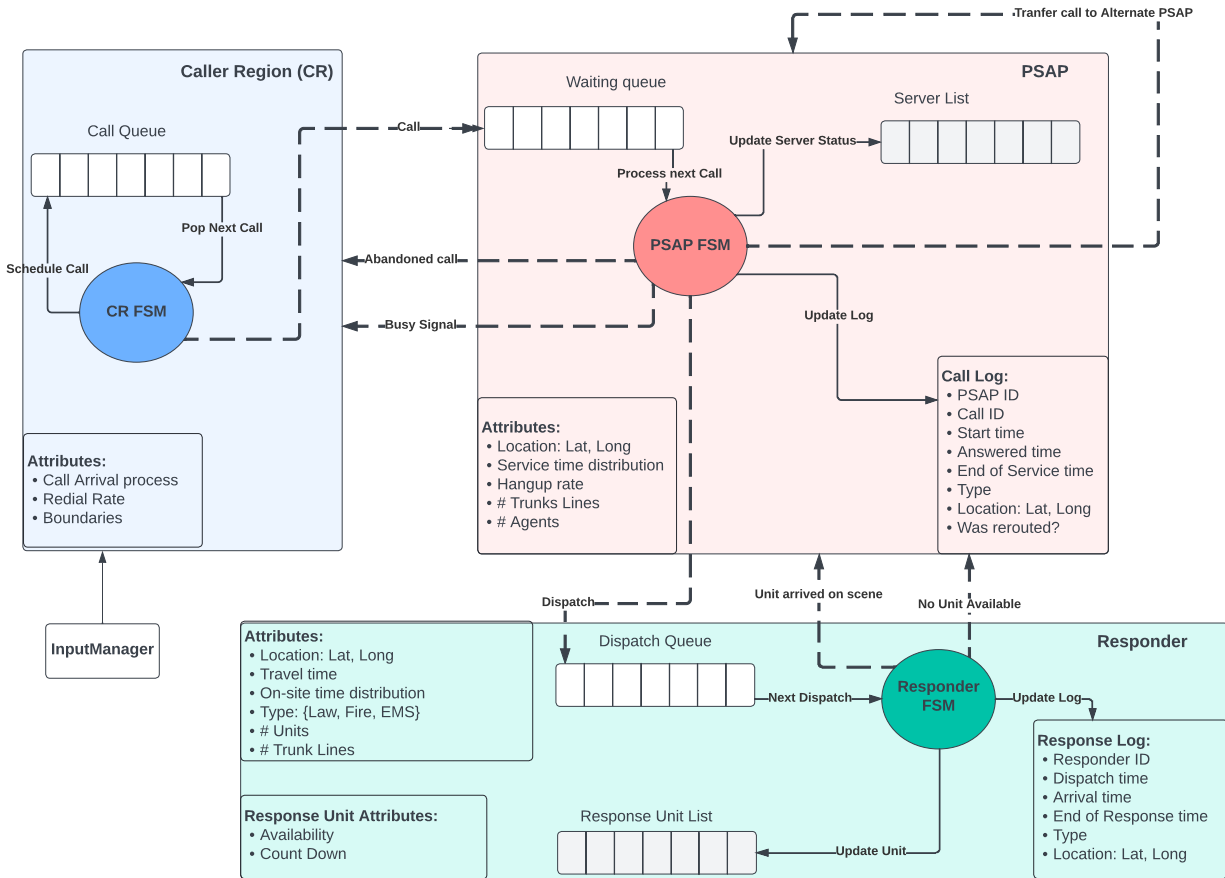 Tranfer call to Alternate PSAP
Caller Region (CR)
Call Queue
Pop Next Call
Schedule Call
CR FSM
Attributes:
• Call Arrival process
• Redial Rate
• Boundaries
InputManager
Call
Abandoned call
Busy Signal
PSAP
Waiting queue
Server List
Update Server Status
Process next Call
PSAP FSM
Update Log
Attributes:
• Location: Lat, Long
• Service time distribution
• Hangup rate
• # Trunks Lines
• # Agents
Call Log:
• PSAP ID
• Call ID
• Start time
• Answered time
• End of Service time
• Type
• Location: Lat, Long
• Was rerouted?
Dispatch
Unit arrived on scene
No Unit Available
Responder
Attributes:
• Location: Lat, Long
• Travel time
• On-site time distribution
• Type: {Law, Fire, EMS}
• # Units
• # Trunk Lines
Dispatch Queue
Next Dispatch
Responder
FSM
Update Log
Response Log:
• Responder ID
• Dispatch time
• Arrival time
• End of Response time
• Type
• Location: Lat, Long
Response Unit Attributes:
• Availability
• Count Down
Response Unit List
Update Unit